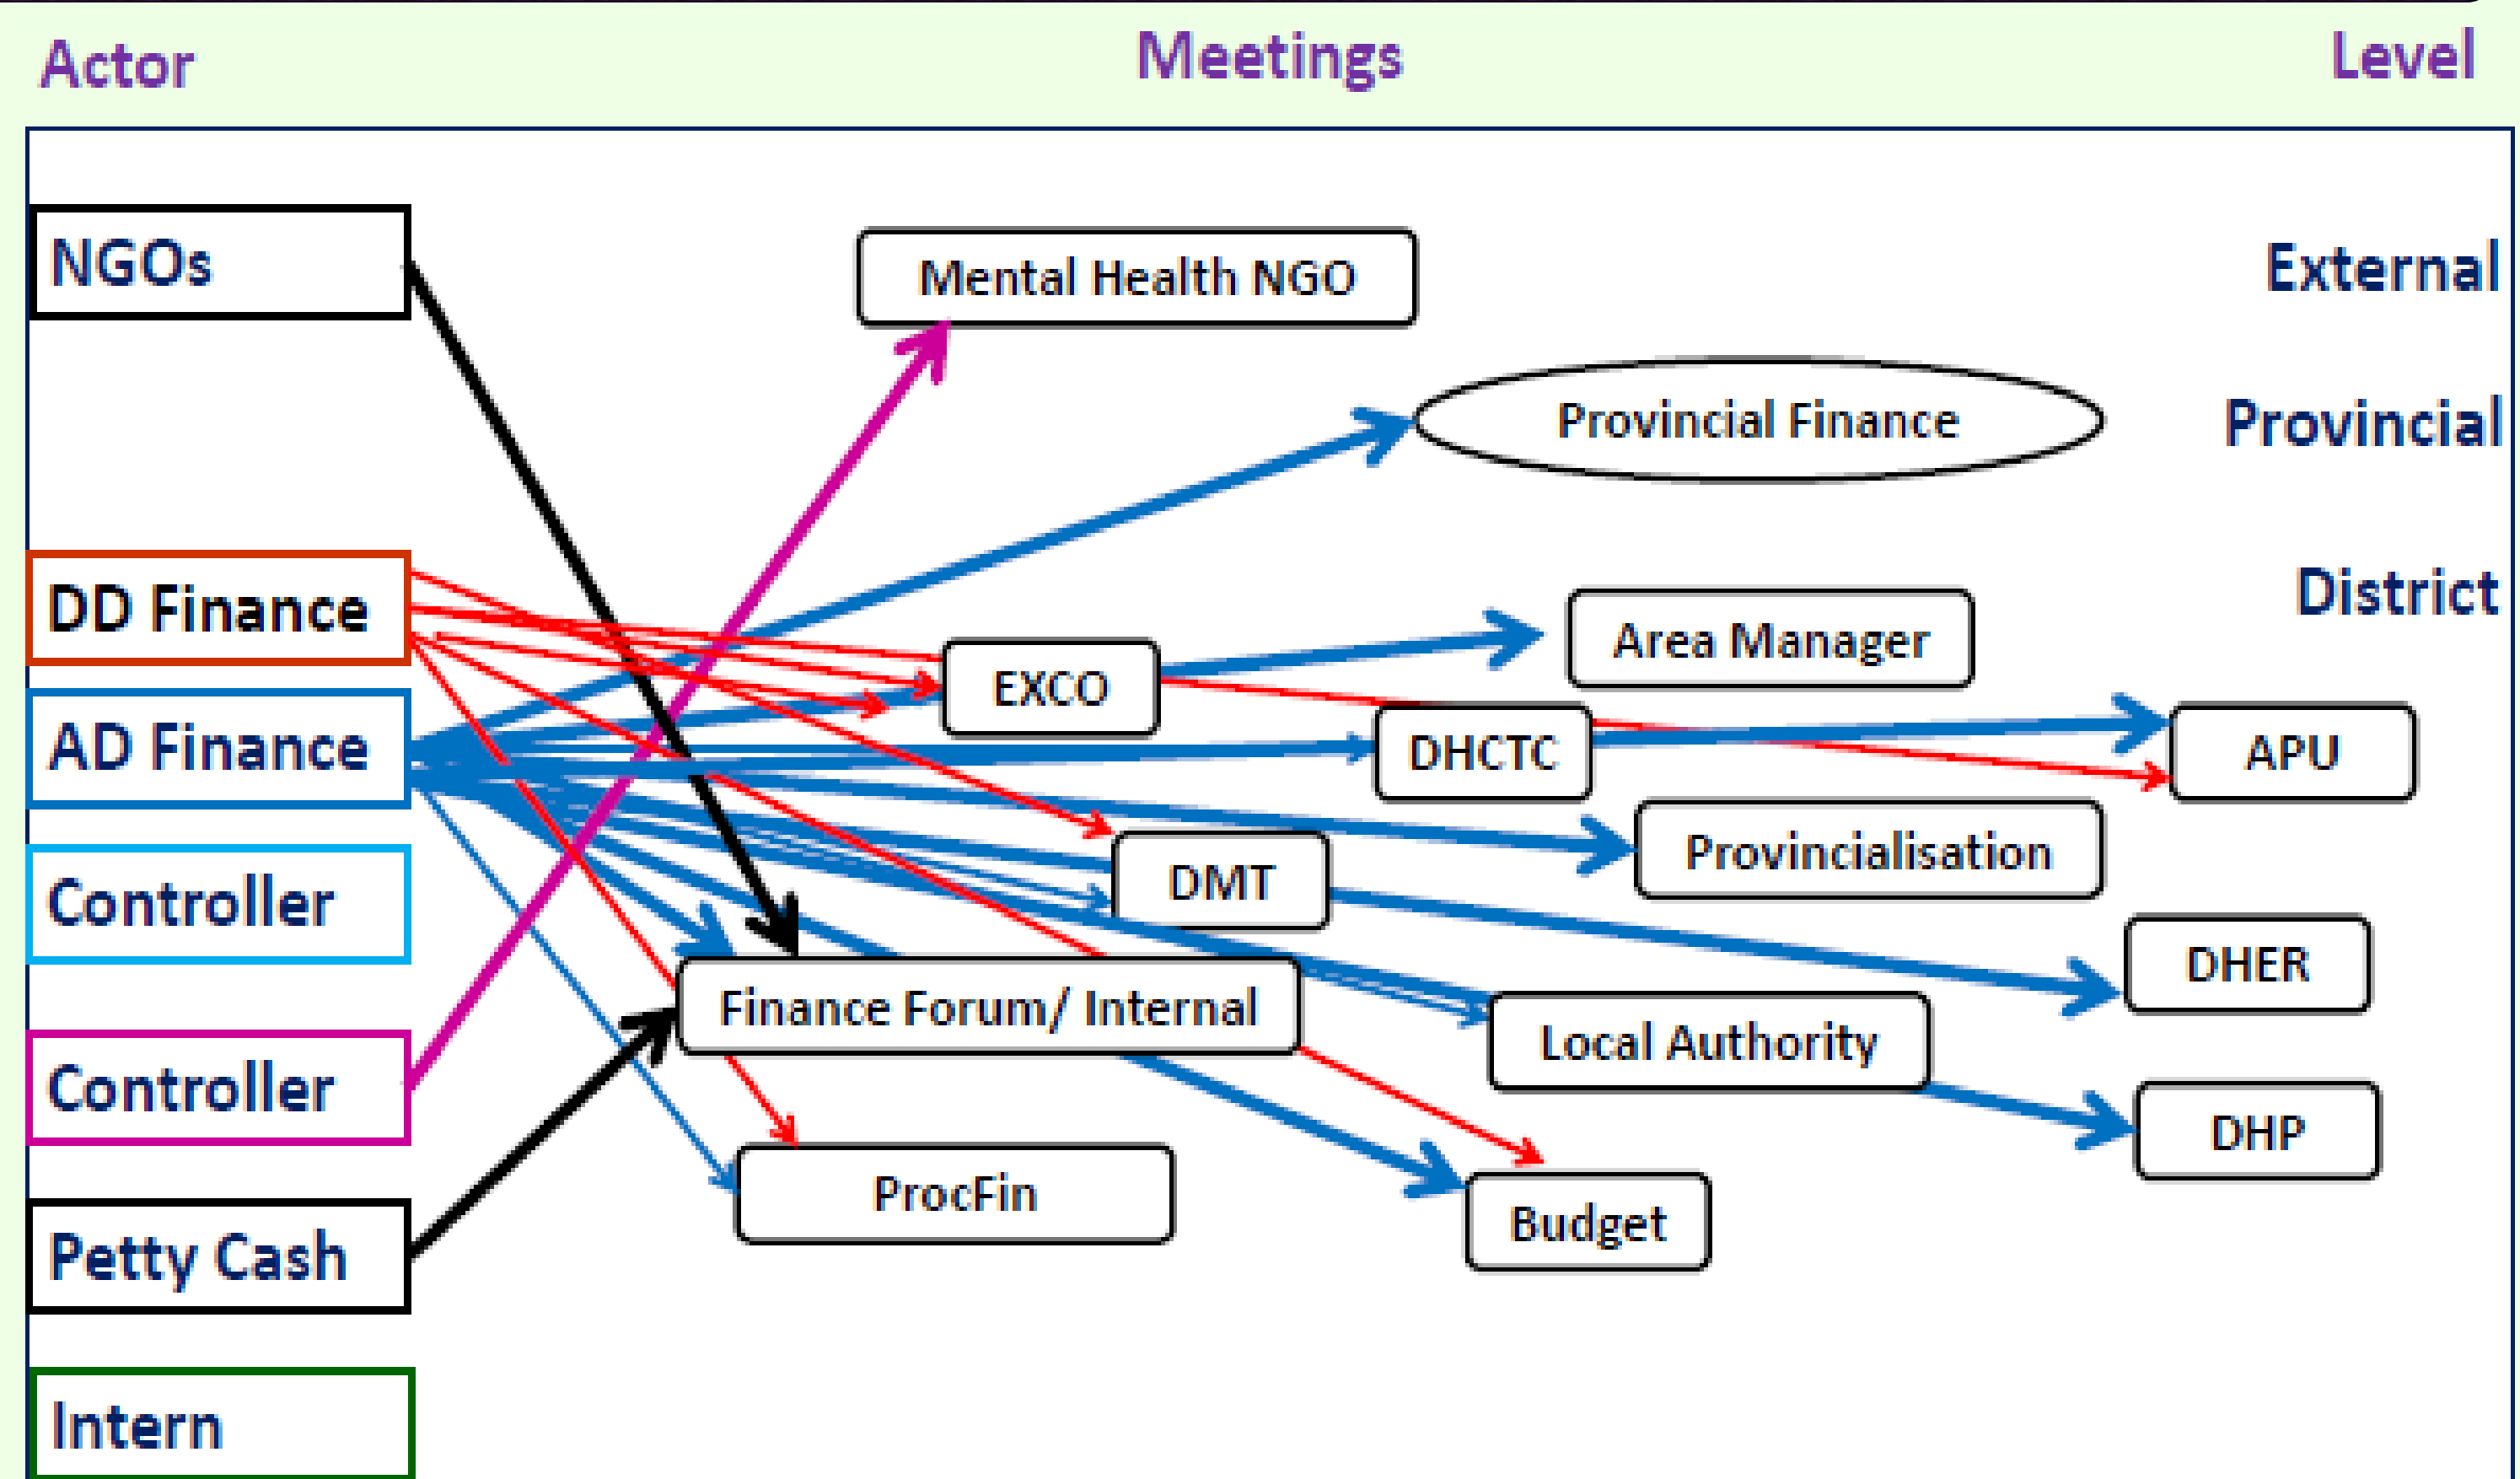 Actor
Meetings
Level
NGOs
Mental Health NGO
External
Provincial Finance
Provincial
District
DD Finance
Area Manager
EXCO
AD Finance
DHCTC
APU
Provincialisation
DMT
Controller
DHER
Finance Forum/ Internal
Local Authority
Controller
DHP
ProcFin
Budget
Petty Cash
Intern